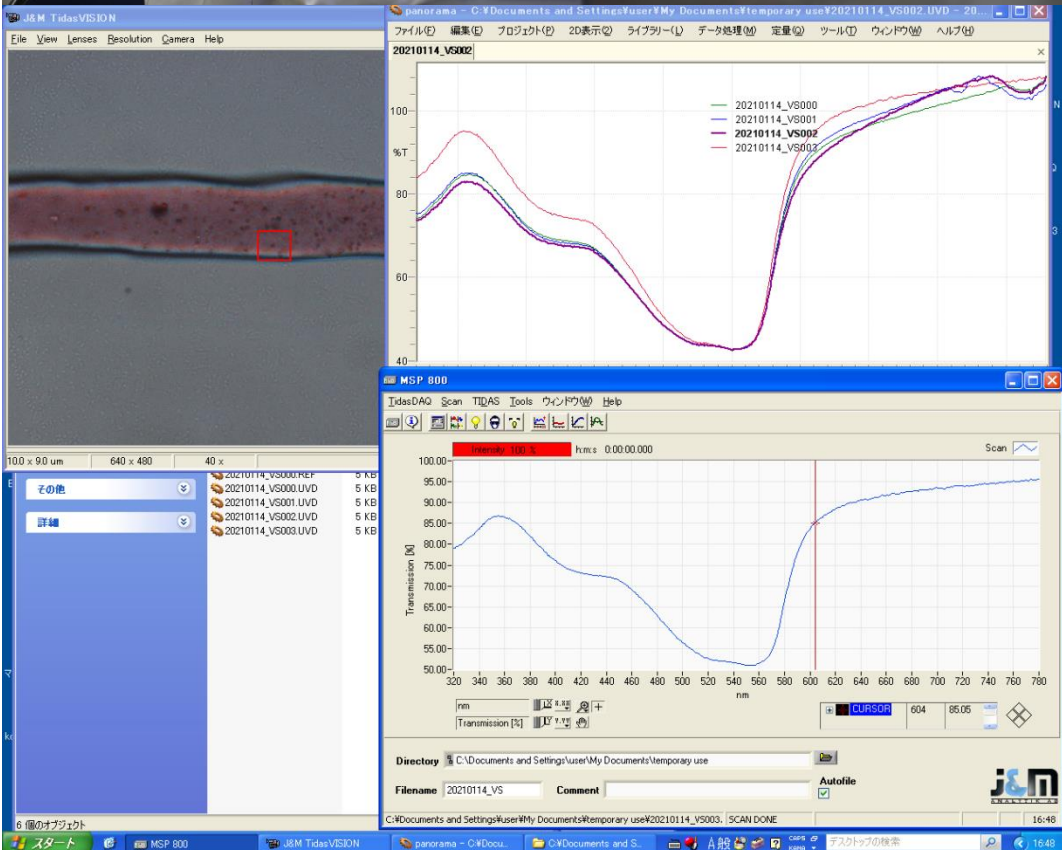 J&M TidasVISION
File View Lenses Resolution Camera Help
10.0 x 9.0 um 640 x 480 40 x
panorama - C:¥Documents and Settings¥user¥My Documents¥temporary use¥20210114_VS002.UVD - 20...
ファイル(F) 編集(E) プロジェクト(P) 2D表示(2) ライブラリー(L) データ処理(M) 定量(Q) ツール(T) ウィンドウ(W) ヘルプ(H)
20210114_VS002
×
100
%T
80
60
40
20210114_VS000
20210114_VS001
20210114_VS002
20210114_VS003
その他
詳細
20210114_VS000.REF 5 KB
20210114_VS000.UVD 5 KB
20210114_VS001.UVD 5 KB
20210114_VS002.UVD 5 KB
20210114_VS003.UVD 5 KB
6 個のオブジェクト
MSP 800
TidasDAQ Scan TIDAS Tools ウィンドウ(W) Help
Intensity 100 % h:m:s 0:00:00.000 Scan
100.00
95.00
90.00
85.00
80.00
75.00
70.00
65.00
60.00
55.00
50.00
Transmission [%]
320 340 360 380 400 420 440 460 480 500 520 540 560 580 600 620 640 660 680 700 720 740 760 780
nm
nm
Transmission [%]
CURSOR 604 85.05
Directory C:\Documents and Settings\user\My Documents\temporary use
Filename 20210114_VS Comment
Autofile
j&m
ANALYTIK AG
C:¥Documents and Settings¥user¥My Documents¥temporary use¥20210114_VS003. SCAN DONE 16:48
スタート MSP 800 J&M TidasVISION panorama - C:¥Docu... C:¥Documents and S... A 般 CAPS KANA デスクトップの検索 16:48